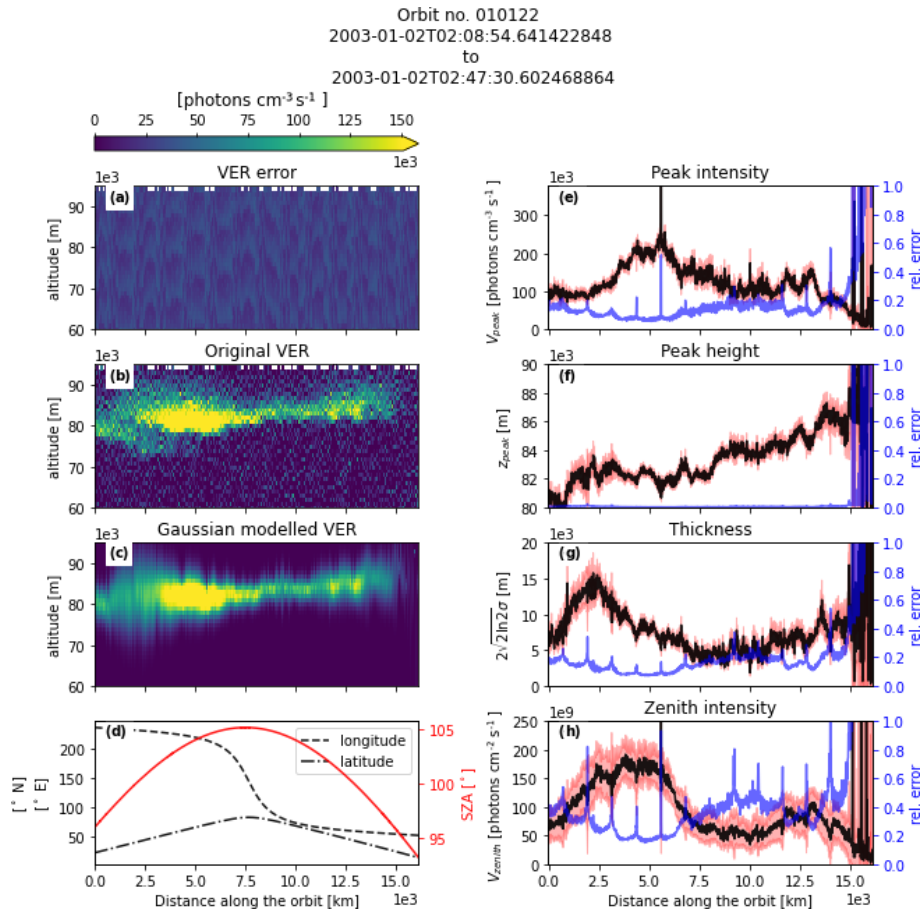 Orbit no. 010122
2003-01-02T02:08:54.641422848
to
2003-01-02T02:47:30.602468864
[photons cm⁻³ s⁻¹ ]
0 25 50 75 100 125 150
1e3
VER error
1e3
(a)
90
80
70
60
altitude [m]
Original VER
1e3
(b)
90
80
70
60
altitude [m]
Gaussian modelled VER
1e3
(c)
90
80
70
60
altitude [m]
(d)
longitude
latitude
200
150
100
50
[° N]
[° E]
105
100
95
SZA [°]
0.0 2.5 5.0 7.5 10.0 12.5 15.0
Distance along the orbit [km]
1e3
Peak intensity
1e3
(e)
300
200
100
0
V_peak [photons cm⁻³ s⁻¹]
1.0
0.8
0.6
0.4
0.2
0.0
rel. error
Peak height
1e3
(f)
90
88
86
84
82
80
z_peak [m]
1.0
0.8
0.6
0.4
0.2
0.0
rel. error
Thickness
1e3
(g)
20
15
10
5
0
2√2ln2σ [m]
1.0
0.8
0.6
0.4
0.2
0.0
rel. error
Zenith intensity
1e9
(h)
250
200
150
100
50
0
V_zenith [photons cm⁻² s⁻¹]
1.0
0.8
0.6
0.4
0.2
0.0
rel. error
0.0 2.5 5.0 7.5 10.0 12.5 15.0
Distance along the orbit [km]
1e3